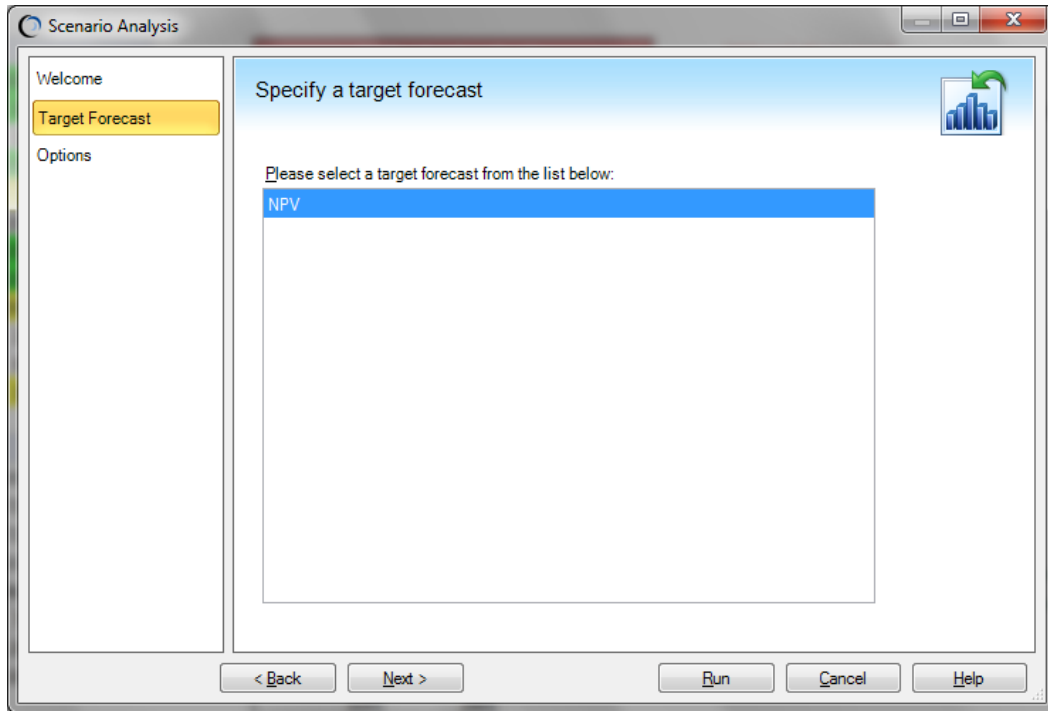 Scenario Analysis
Welcome
Target Forecast
Options
Specify a target forecast
Please select a target forecast from the list below:
NPV
< Back
Next >
Run
Cancel
Help